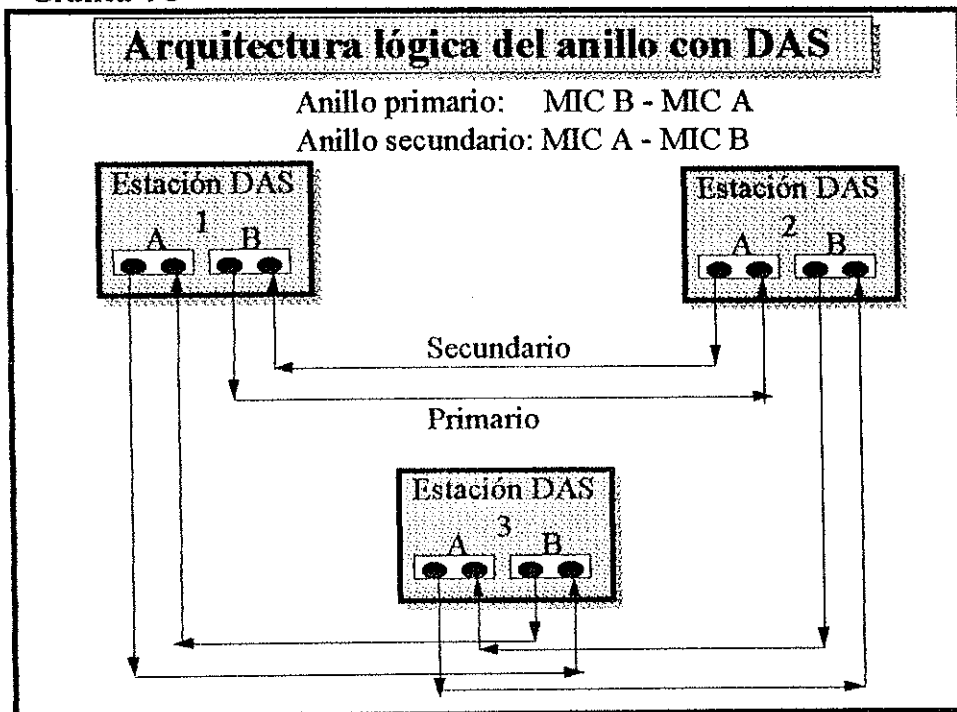 Arquitectura lógica del anillo con DAS
Anillo primario: MIC B - MIC A
Anillo secundario: MIC A - MIC B
Estación DAS
1
A B
Estación DAS
2
A B
Secundario
Primario
Estación DAS
3
A B